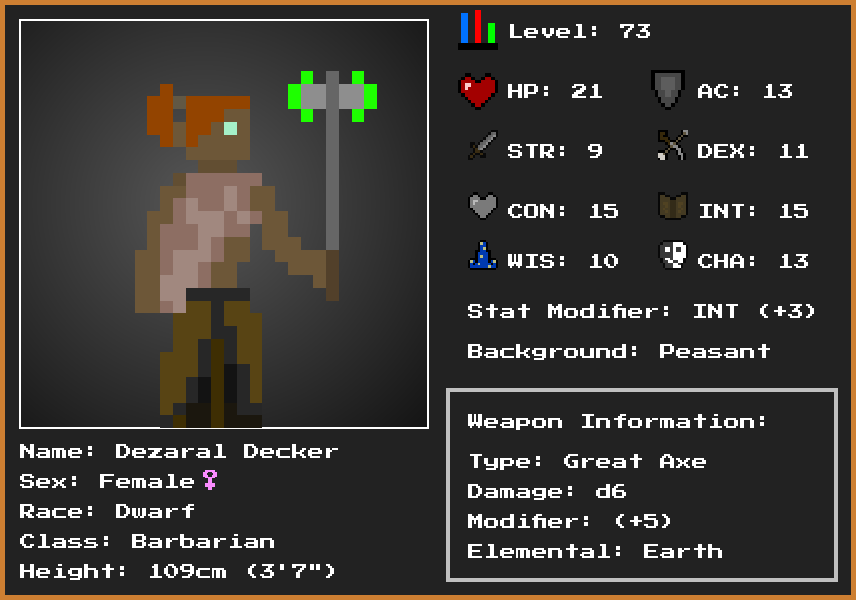 Level: 73
HP: 21
AC: 13
STR: 9
DEX: 11
CON: 15
INT: 15
WIS: 10
CHA: 13
Stat Modifier: INT (+3)
Background: Peasant
Weapon Information:
Type: Great Axe
Damage: d6
Modifier: (+5)
Elemental: Earth
Name: Dezaral Decker
Sex: Female♀
Race: Dwarf
Class: Barbarian
Height: 109cm (3'7")